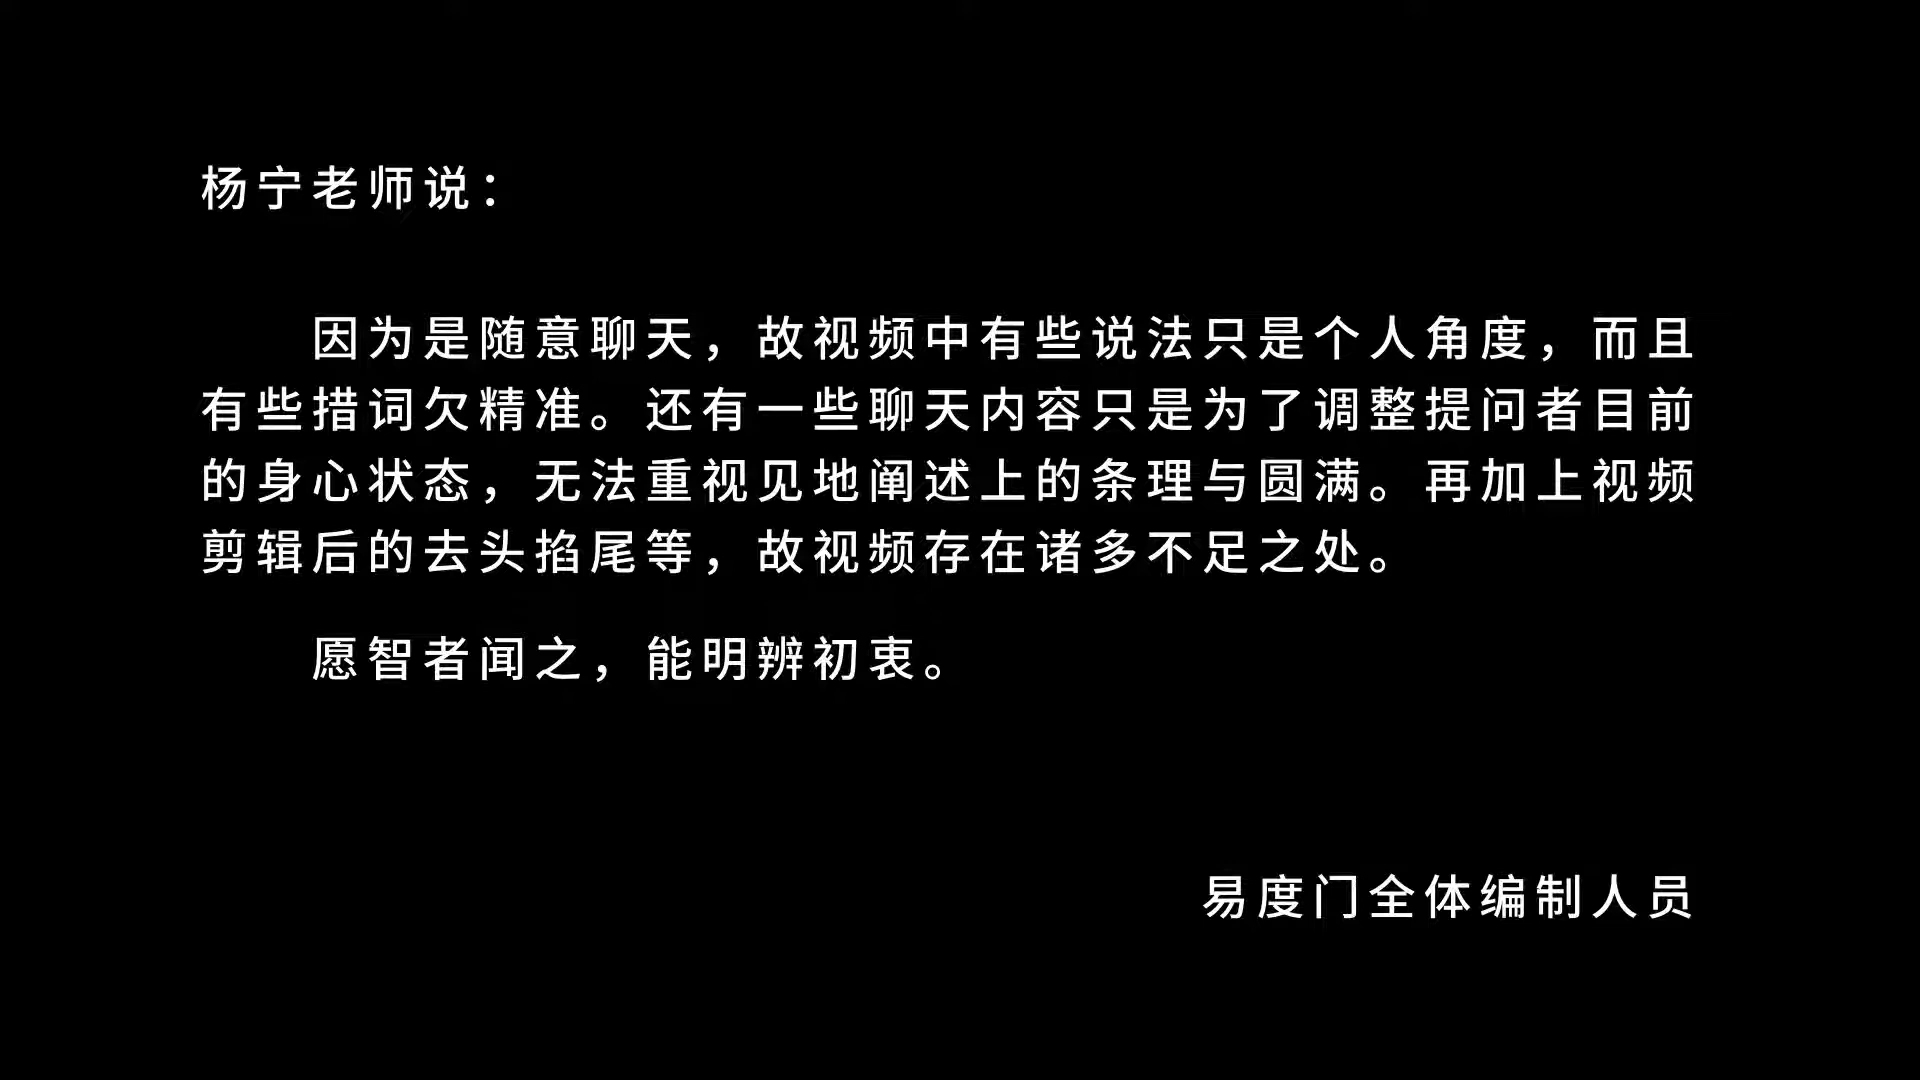 杨宁老师说：
因为是随意聊天，故视频中有些说法只是个人角度，而且
有些措词欠精准。还有一些聊天内容只是为了调整提问者目前
的身心状态，无法重视见地阐述上的条理与圆满。再加上视频
剪辑后的去头掐尾等，故视频存在诸多不足之处。
愿智者闻之，能明辨初衷。
易度门全体编制人员